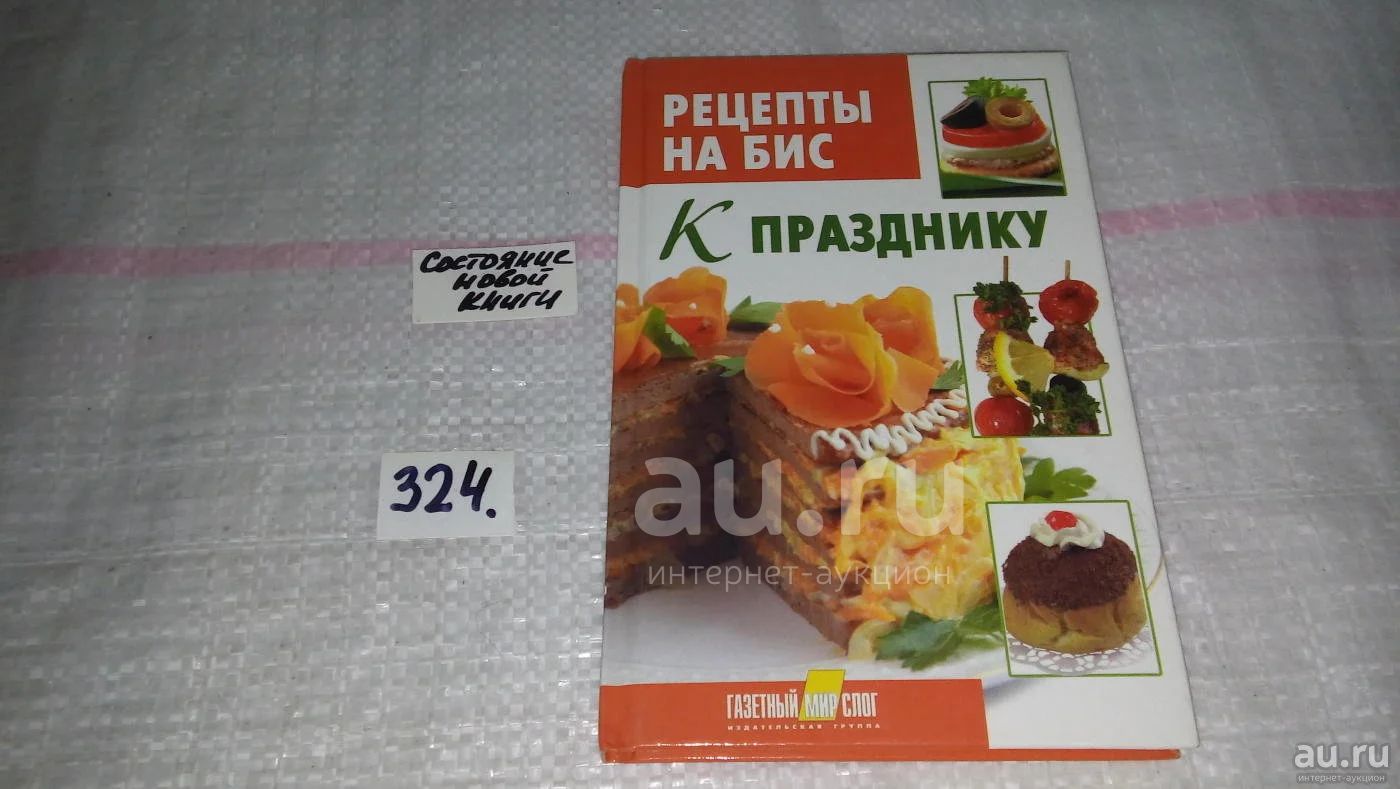 РЕЦЕПТЫ
НА БИС
К ПРАЗДНИКУ
Состояние
новой
книги
324.
au.ru
интернет-аукцион
ГАЗЕТНЫЙ МИР СЛОГ
ИЗДАТЕЛЬСКАЯ ГРУППА
au.ru
интернет-аукцион